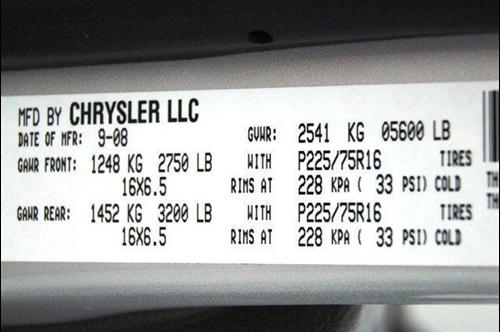 MFD BY CHRYSLER LLC
DATE OF MFR: 9-08 GVWR: 2541 KG 05600 LB
GAWR FRONT: 1248 KG 2750 LB WITH P225/75R16 TIRES
16X6.5 RIMS AT 228 KPA ( 33 PSI) COLD
GAWR REAR: 1452 KG 3200 LB WITH P225/75R16 TIRES
16X6.5 RIMS AT 228 KPA ( 33 PSI) COLD